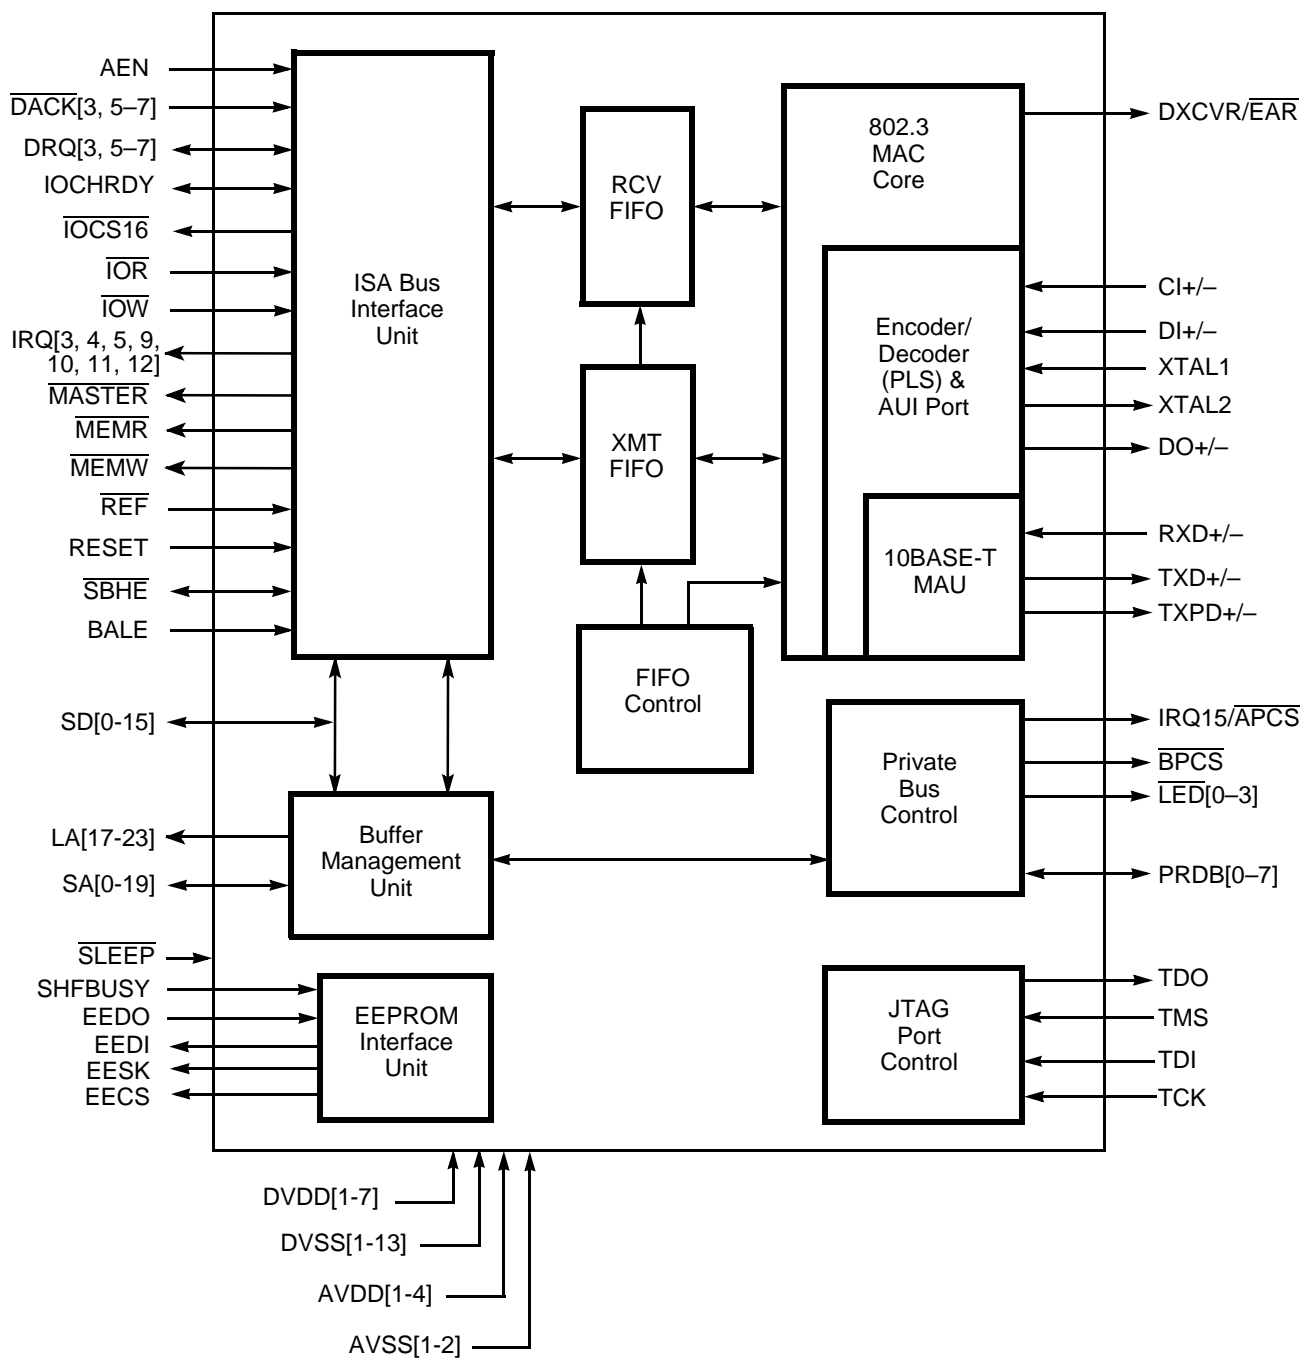 AEN
DACK[3, 5–7]
DRQ[3, 5–7]
IOCHRDY
IOCS16
IOR
IOW
IRQ[3, 4, 5, 9,
10, 11, 12]
MASTER
MEMR
MEMW
REF
RESET
SBHE
BALE
SD[0-15]
LA[17-23]
SA[0-19]
SLEEP
SHFBUSY
EEDO
EEDI
EESK
EECS
ISA Bus
Interface
Unit
Buffer
Management
Unit
EEPROM
Interface
Unit
RCV
FIFO
XMT
FIFO
FIFO
Control
802.3
MAC
Core
Encoder/
Decoder
(PLS) &
AUI Port
10BASE-T
MAU
Private
Bus
Control
JTAG
Port
Control
DXCVR/EAR
CI+/–
DI+/–
XTAL1
XTAL2
DO+/–
RXD+/–
TXD+/–
TXPD+/–
IRQ15/APCS
BPCS
LED[0–3]
PRDB[0–7]
TDO
TMS
TDI
TCK
DVDD[1-7]
DVSS[1-13]
AVDD[1-4]
AVSS[1-2]